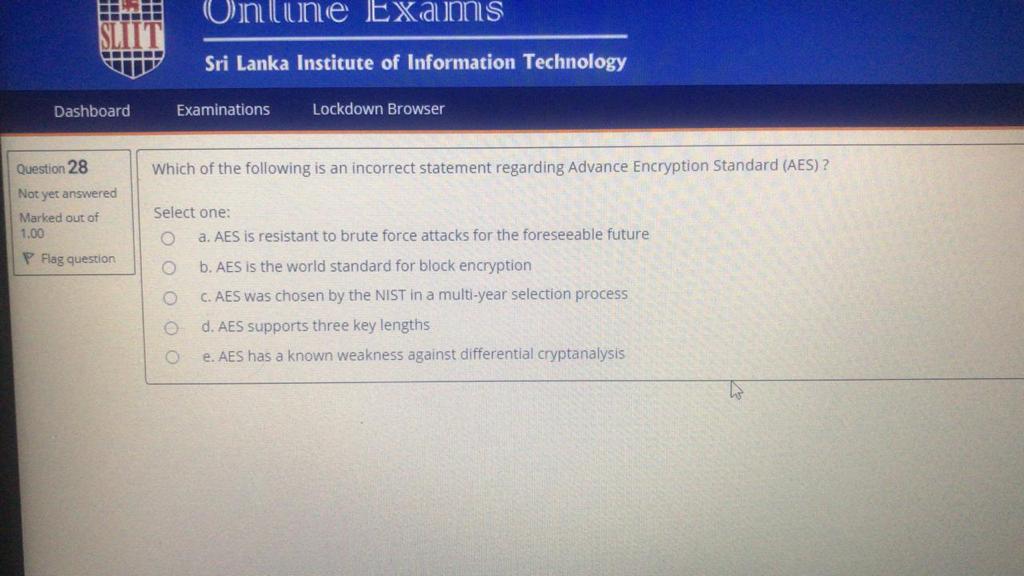 Online Exams
SLIIT
Sri Lanka Institute of Information Technology
Dashboard Examinations Lockdown Browser
Question 28
Not yet answered
Marked out of
1.00
Flag question
Which of the following is an incorrect statement regarding Advance Encryption Standard (AES) ?
Select one:
a. AES is resistant to brute force attacks for the foreseeable future
b. AES is the world standard for block encryption
c. AES was chosen by the NIST in a multi-year selection process
d. AES supports three key lengths
e. AES has a known weakness against differential cryptanalysis